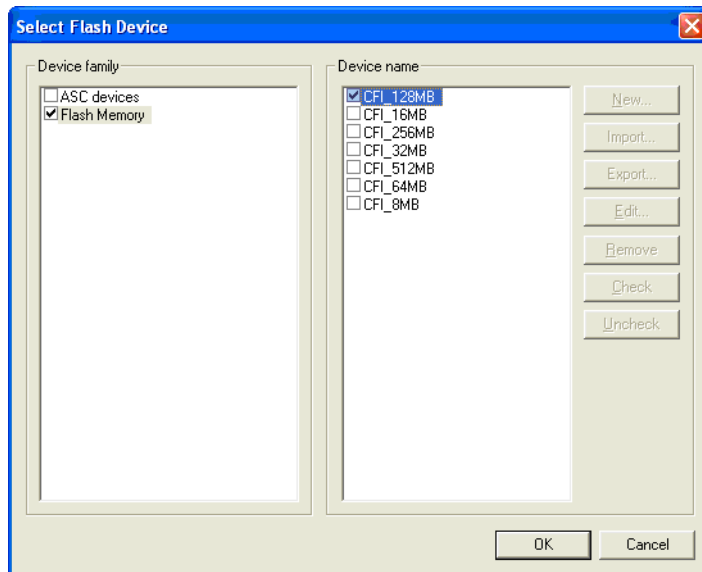 Select Flash Device
Device family
ASC devices
Flash Memory
Device name
CFI_128MB
CFI_16MB
CFI_256MB
CFI_32MB
CFI_512MB
CFI_64MB
CFI_8MB
New...
Import...
Export...
Edit...
Remove
Check
Uncheck
OK
Cancel